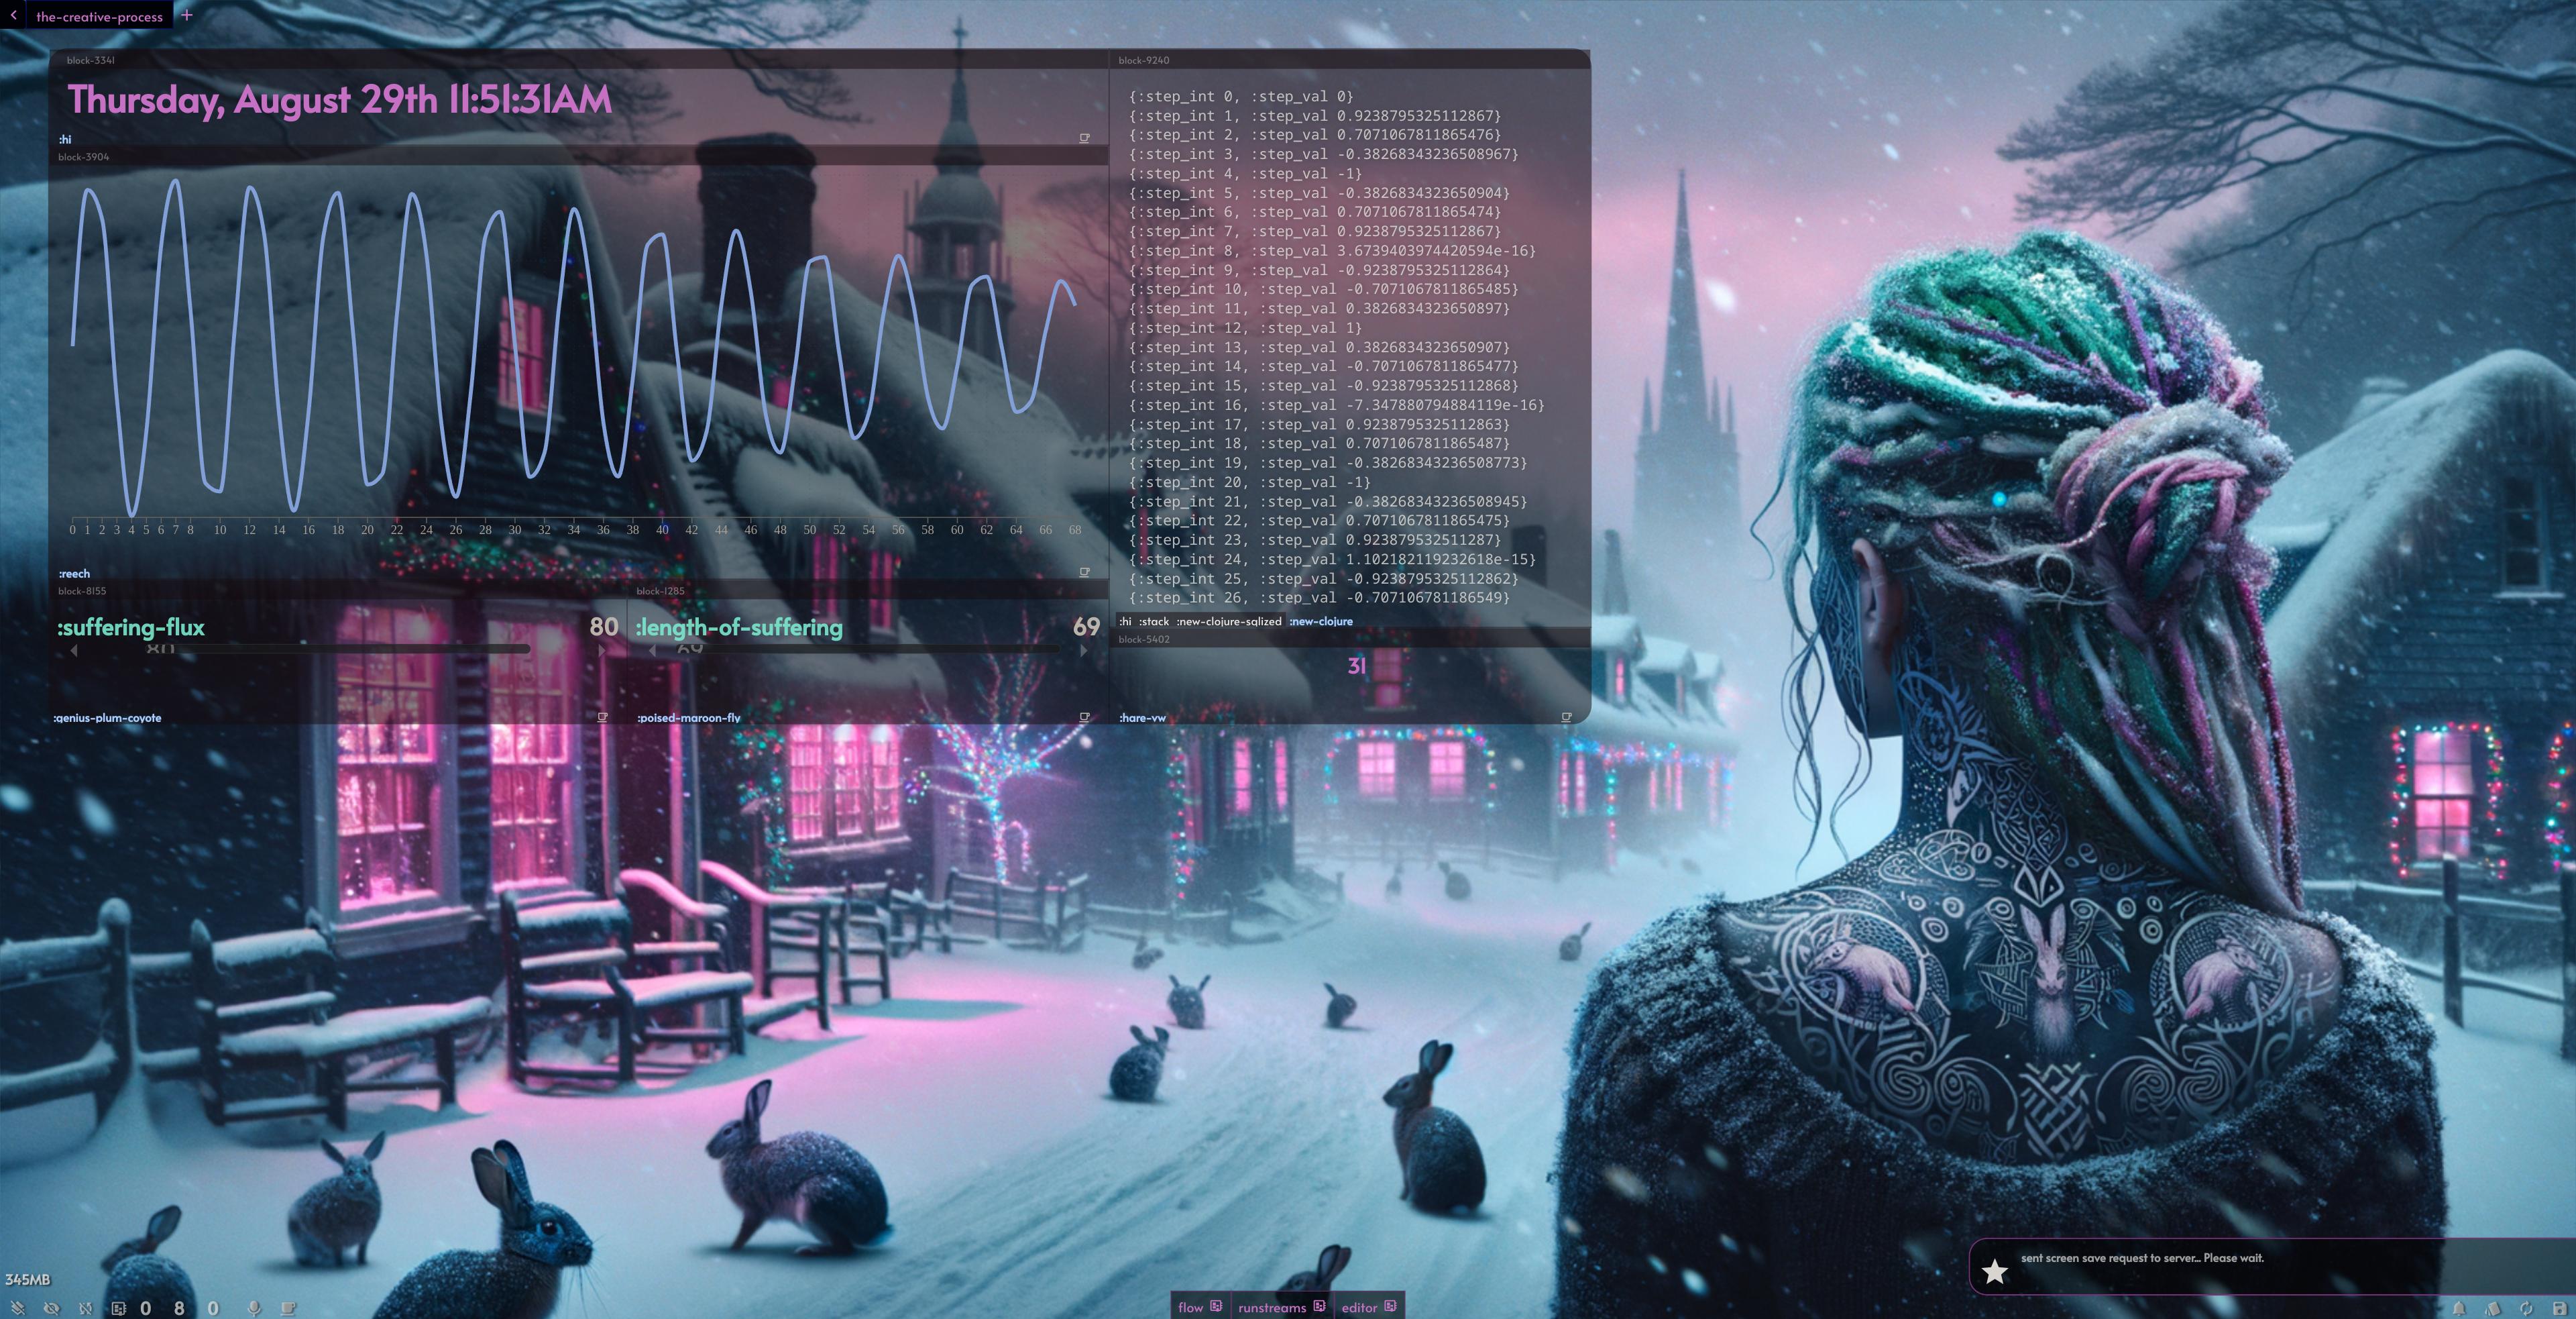 the-creative-process +
block-3341
Thursday, August 29th 11:51:31AM
:hi
block-3904
0 1 2 3 4 5 6 7 8 10 12 14 16 18 20 22 24 26 28 30 32 34 36 38 40 42 44 46 48 50 52 54 56 58 60 62 64 66 68
:reech
block-8155
:suffering-flux 80
80
:genius-plum-coyote
block-1285
:length-of-suffering 69
69
:poised-maroon-fly
block-9240
{:step_int 0, :step_val 0}
{:step_int 1, :step_val 0.9238795325112867}
{:step_int 2, :step_val 0.7071067811865476}
{:step_int 3, :step_val -0.38268343236508967}
{:step_int 4, :step_val -1}
{:step_int 5, :step_val -0.3826834323650904}
{:step_int 6, :step_val 0.7071067811865474}
{:step_int 7, :step_val 0.9238795325112867}
{:step_int 8, :step_val 3.6739403974420594e-16}
{:step_int 9, :step_val -0.9238795325112864}
{:step_int 10, :step_val -0.7071067811865485}
{:step_int 11, :step_val 0.3826834323650897}
{:step_int 12, :step_val 1}
{:step_int 13, :step_val 0.3826834323650907}
{:step_int 14, :step_val -0.7071067811865477}
{:step_int 15, :step_val -0.9238795325112868}
{:step_int 16, :step_val -7.347880794884119e-16}
{:step_int 17, :step_val 0.9238795325112863}
{:step_int 18, :step_val 0.7071067811865487}
{:step_int 19, :step_val -0.38268343236508773}
{:step_int 20, :step_val -1}
{:step_int 21, :step_val -0.38268343236508945}
{:step_int 22, :step_val 0.7071067811865475}
{:step_int 23, :step_val 0.923879532511287}
{:step_int 24, :step_val 1.102182119232618e-15}
{:step_int 25, :step_val -0.9238795325112862}
{:step_int 26, :step_val -0.707106781186549}
:hi :stack :new-clojure-sqlized :new-clojure
block-5402
31
:hare-vw
sent screen save request to server... Please wait.
345MB
0 8 0
flow runstreams editor